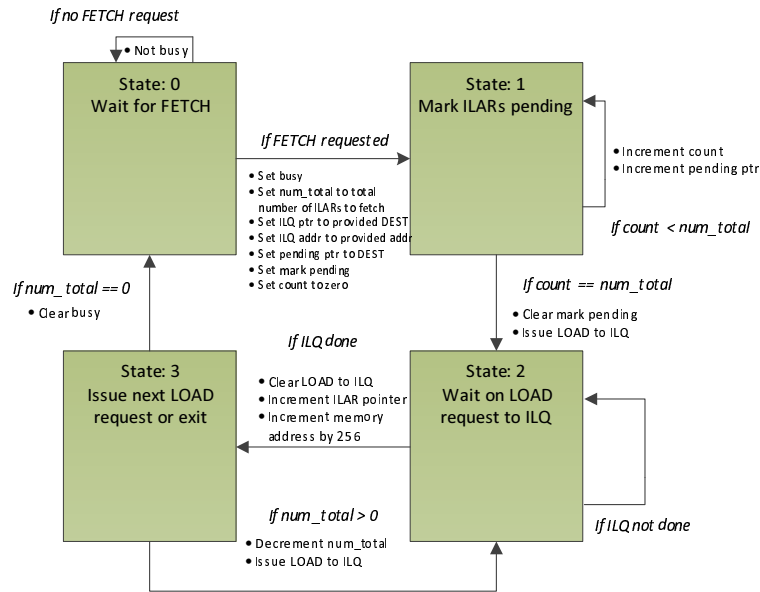 If no FETCH request
• Not busy
State: 0
Wait for FETCH
State: 1
Mark ILARs pending
If FETCH requested
• Set busy
• Set num_total to total
number of ILARs to fetch
• Set ILQ ptr to provided DEST
• Set ILQ addr to provided addr
• Set pending ptr to DEST
• Set mark pending
• Set count to zero
• Increment count
• Increment pending ptr
If count < num_total
If num_total == 0
• Clear busy
If count == num_total
• Clear mark pending
• Issue LOAD to ILQ
If ILQ done
• Clear LOAD to ILQ
• Increment ILAR pointer
• Increment memory
address by 256
State: 3
Issue next LOAD
request or exit
State: 2
Wait on LOAD
request to ILQ
If num_total > 0
• Decrement num_total
• Issue LOAD to ILQ
If ILQ not done